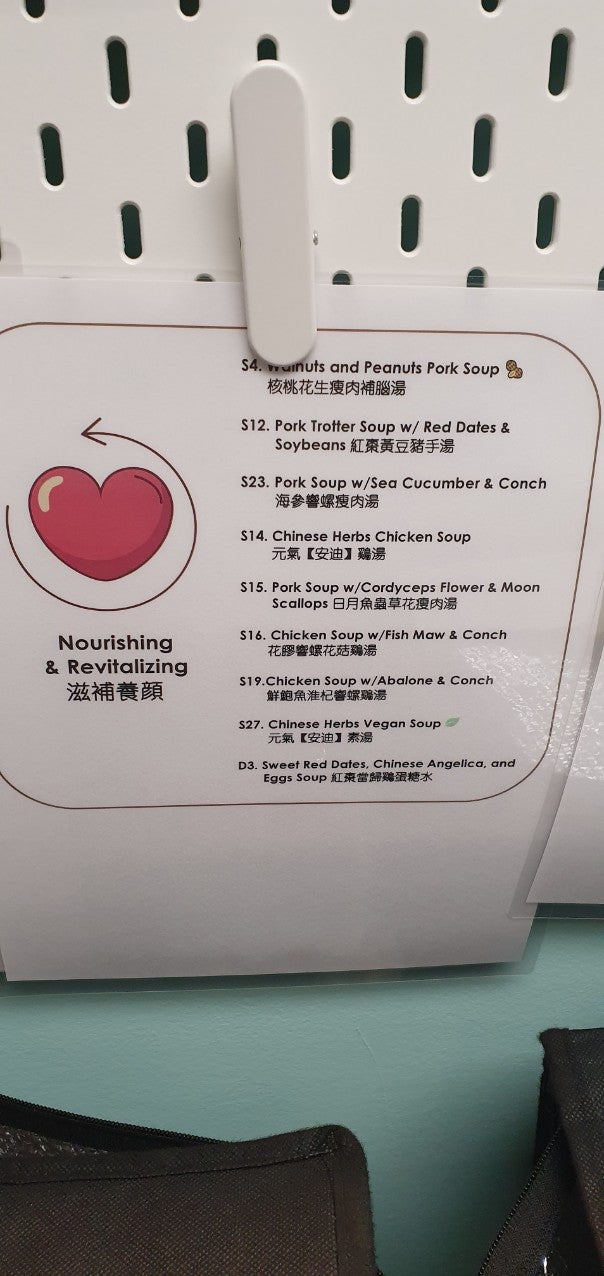 S4. Walnuts and Peanuts Pork Soup
核桃花生瘦肉補腦湯
S12. Pork Trotter Soup w/ Red Dates &
Soybeans 紅棗黃豆豬手湯
S23. Pork Soup w/Sea Cucumber & Conch
海參響螺瘦肉湯
S14. Chinese Herbs Chicken Soup
元氣【安迪】鷄湯
S15. Pork Soup w/Cordyceps Flower & Moon
Scallops 日月魚蟲草花瘦肉湯
S16. Chicken Soup w/Fish Maw & Conch
花膠響螺花菇鷄湯
S19.Chicken Soup w/Abalone & Conch
鮮鮑魚淮杞響螺鷄湯
S27. Chinese Herbs Vegan Soup
元氣【安迪】素湯
D3. Sweet Red Dates, Chinese Angelica, and
Eggs Soup 紅棗當歸鷄蛋糖水
Nourishing
& Revitalizing
滋補養顏